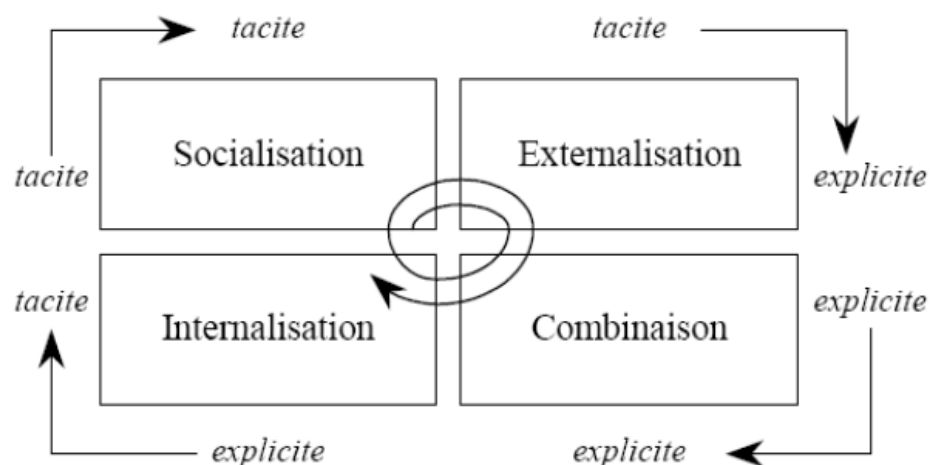 tacite tacite
Socialisation Externalisation
tacite explicite
tacite explicite
Internalisation Combinaison
explicite explicite